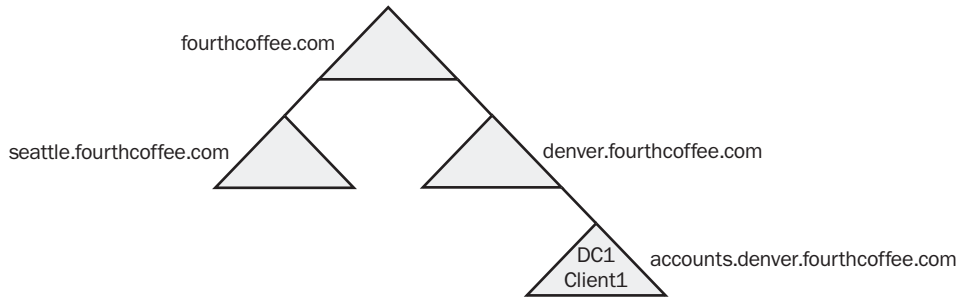 fourthcoffee.com
seattle.fourthcoffee.com
denver.fourthcoffee.com
DC1
Client1
accounts.denver.fourthcoffee.com